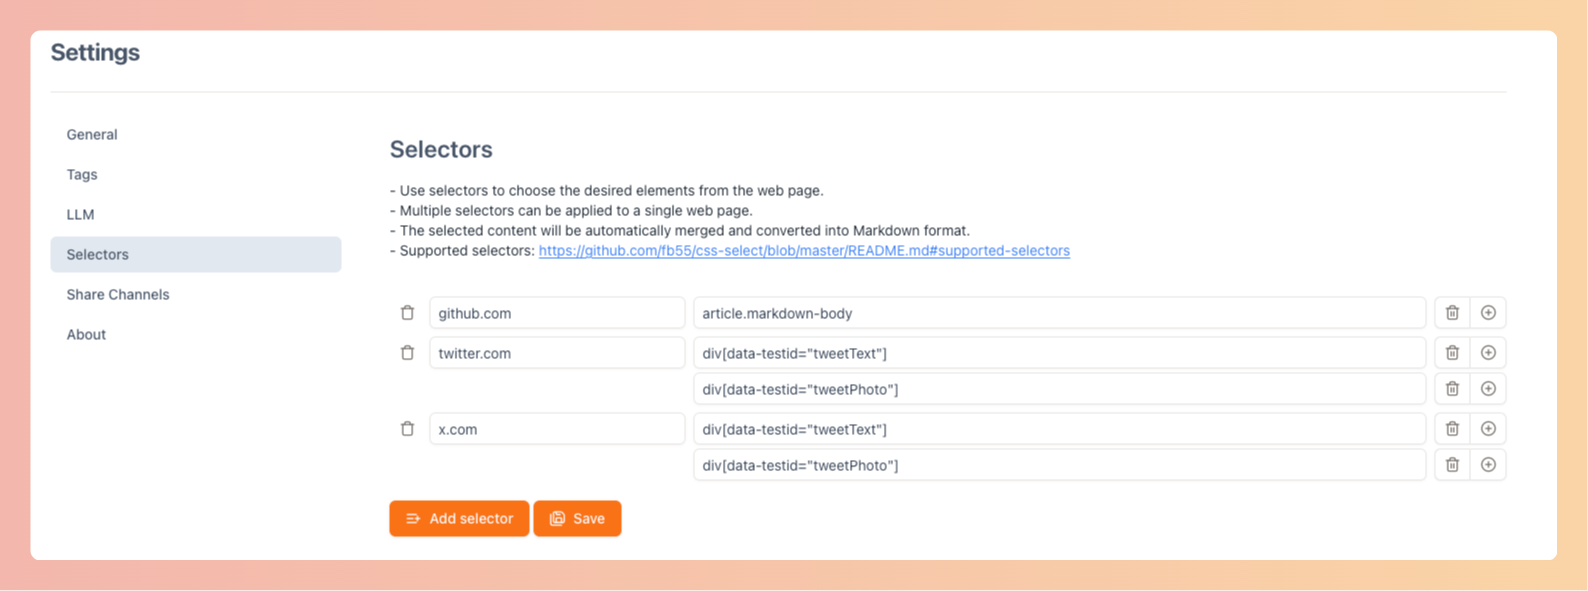 Settings
General
Tags
LLM
Selectors
Share Channels
About
Selectors
- Use selectors to choose the desired elements from the web page.
- Multiple selectors can be applied to a single web page.
- The selected content will be automatically merged and converted into Markdown format.
- Supported selectors: https://github.com/fb55/css-select/blob/master/README.md#supported-selectors
github.com article.markdown-body
twitter.com div[data-testid="tweetText"]
div[data-testid="tweetPhoto"]
x.com div[data-testid="tweetText"]
div[data-testid="tweetPhoto"]
Add selector Save